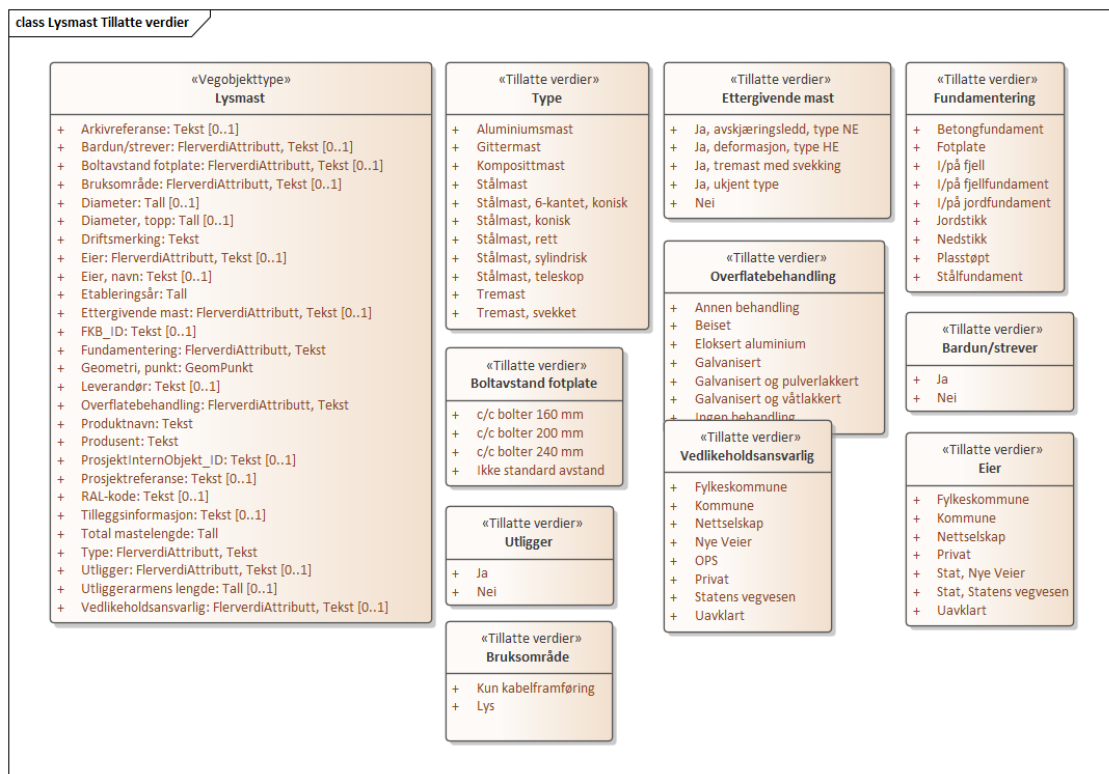 class Lysmast Tillatte verdier
«Vegobjekttype»
Lysmast
+ Arkivreferanse: Tekst [0..1]
+ Bardun/strever: FlerverdiAttributt, Tekst [0..1]
+ Boltavstand fotplate: FlerverdiAttributt, Tekst [0..1]
+ Bruksområde: FlerverdiAttributt, Tekst [0..1]
+ Diameter: Tall [0..1]
+ Diameter, topp: Tall [0..1]
+ Driftsmerking: Tekst
+ Eier: FlerverdiAttributt, Tekst [0..1]
+ Eier, navn: Tekst [0..1]
+ Etableringsår: Tall
+ Ettergivende mast: FlerverdiAttributt, Tekst [0..1]
+ FKB_ID: Tekst [0..1]
+ Fundamentering: FlerverdiAttributt, Tekst
+ Geometri, punkt: GeomPunkt
+ Leverandør: Tekst [0..1]
+ Overflatebehandling: FlerverdiAttributt, Tekst
+ Produktnavn: Tekst
+ Produsent: Tekst
+ ProsjektInternObjekt_ID: Tekst [0..1]
+ Prosjektreferanse: Tekst [0..1]
+ RAL-kode: Tekst [0..1]
+ Tilleggsinformasjon: Tekst [0..1]
+ Total mastelengde: Tall
+ Type: FlerverdiAttributt, Tekst
+ Utligger: FlerverdiAttributt, Tekst [0..1]
+ Utliggerarmens lengde: Tall [0..1]
+ Vedlikeholdsansvarlig: FlerverdiAttributt, Tekst [0..1]
«Tillatte verdier»
Type
+ Aluminiumsmast
+ Gittermast
+ Komposittmast
+ Stålmast
+ Stålmast, 6-kantet, konisk
+ Stålmast, konisk
+ Stålmast, rett
+ Stålmast, sylindrisk
+ Stålmast, teleskop
+ Tremast
+ Tremast, svekket
«Tillatte verdier»
Boltavstand fotplate
+ c/c bolter 160 mm
+ c/c bolter 200 mm
+ c/c bolter 240 mm
+ Ikke standard avstand
«Tillatte verdier»
Utligger
+ Ja
+ Nei
«Tillatte verdier»
Bruksområde
+ Kun kabelframføring
+ Lys
«Tillatte verdier»
Ettergivende mast
+ Ja, avskjæringsledd, type NE
+ Ja, deformasjon, type HE
+ Ja, tremast med svekking
+ Ja, ukjent type
+ Nei
«Tillatte verdier»
Overflatebehandling
+ Annen behandling
+ Beiset
+ Eloksert aluminium
+ Galvanisert
+ Galvanisert og pulverlakkert
+ Galvanisert og våtlakkert
+ Ingen behandling
«Tillatte verdier»
Vedlikeholdsansvarlig
+ Fylkeskommune
+ Kommune
+ Nettselskap
+ Nye Veier
+ OPS
+ Privat
+ Statens vegvesen
+ Uavklart
«Tillatte verdier»
Fundamentering
+ Betongfundament
+ Fotplate
+ I/på fjell
+ I/på fjellfundament
+ I/på jordfundament
+ Jordstikk
+ Nedstikk
+ Plasstøpt
+ Stålfundament
«Tillatte verdier»
Bardun/strever
+ Ja
+ Nei
«Tillatte verdier»
Eier
+ Fylkeskommune
+ Kommune
+ Nettselskap
+ Privat
+ Stat, Nye Veier
+ Stat, Statens vegvesen
+ Uavklart